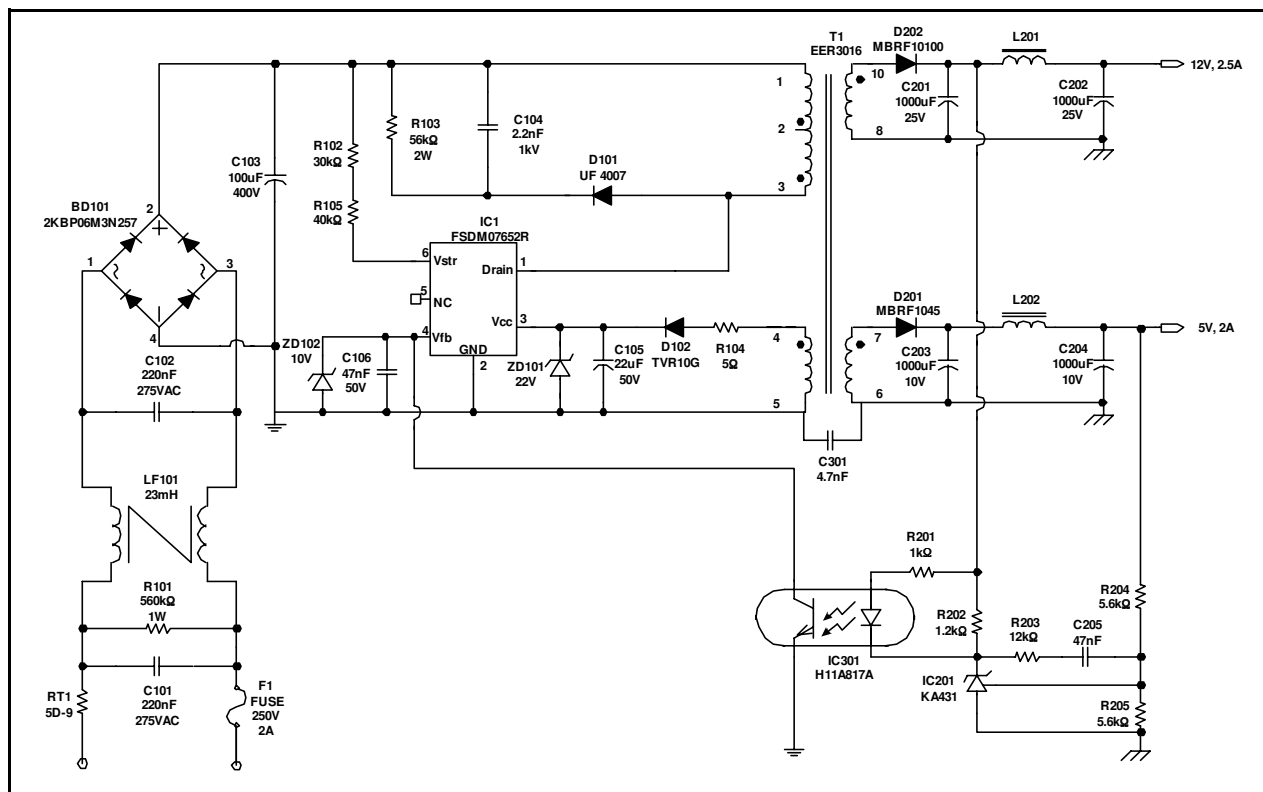 T1
EER3016
D202
MBRF10100
L201
12V, 2.5A
1
10
C201
1000uF
25V
C202
1000uF
25V
R103
56kΩ
2W
C104
2.2nF
1kV
2
8
R102
30kΩ
C103
100uF
400V
D101
UF 4007
3
R105
40kΩ
BD101
2KBP06M3N257
2
1
3
4
IC1
FSDM07652R
6
Vstr
Drain
1
5
NC
Vcc
3
4
Vfb
GND
2
D201
MBRF1045
L202
5V, 2A
ZD102
10V
C106
47nF
50V
ZD101
22V
C105
22uF
50V
D102
TVR10G
R104
5Ω
4
7
C203
1000uF
10V
C204
1000uF
10V
5
6
C102
220nF
275VAC
C301
4.7nF
LF101
23mH
R201
1kΩ
R101
560kΩ
1W
R202
1.2kΩ
R203
12kΩ
C205
47nF
R204
5.6kΩ
IC301
H11A817A
IC201
KA431
R205
5.6kΩ
RT1
5D-9
C101
220nF
275VAC
F1
FUSE
250V
2A